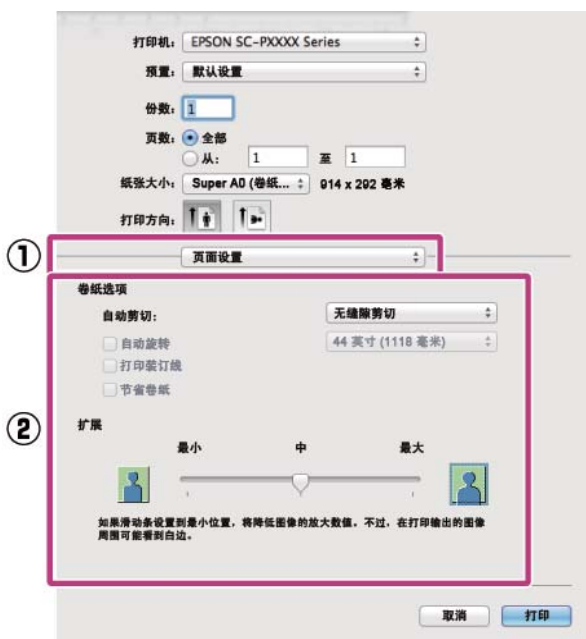 打印机： EPSON SC-PXXXX Series
预置： 默认设置
份数： 1
页数： 全部
从： 1 至 1
纸张大小： Super A0 (卷纸... 914 x 292 毫米
打印方向：
① 页面设置
卷纸选项
自动剪切： 无缝隙剪切
自动旋转 44 英寸 (1118 毫米)
打印装订线
节省卷纸
②
扩展
最小 中 最大
如果滑动条设置到最小位置，将降低图像的放大数值。不过，在打印输出的图像
周围可能看到白边。
取消 打印